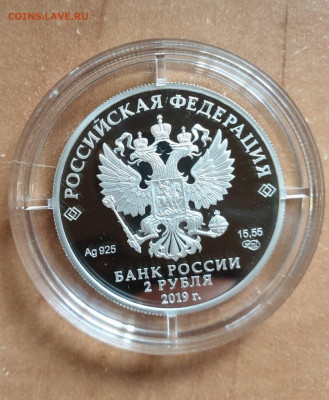 COINS.LAVE.RU
РОССИЙСКАЯ ФЕДЕРАЦИЯ
Ag 925
15,55
БАНК РОССИИ
2 РУБЛЯ
2019 г.